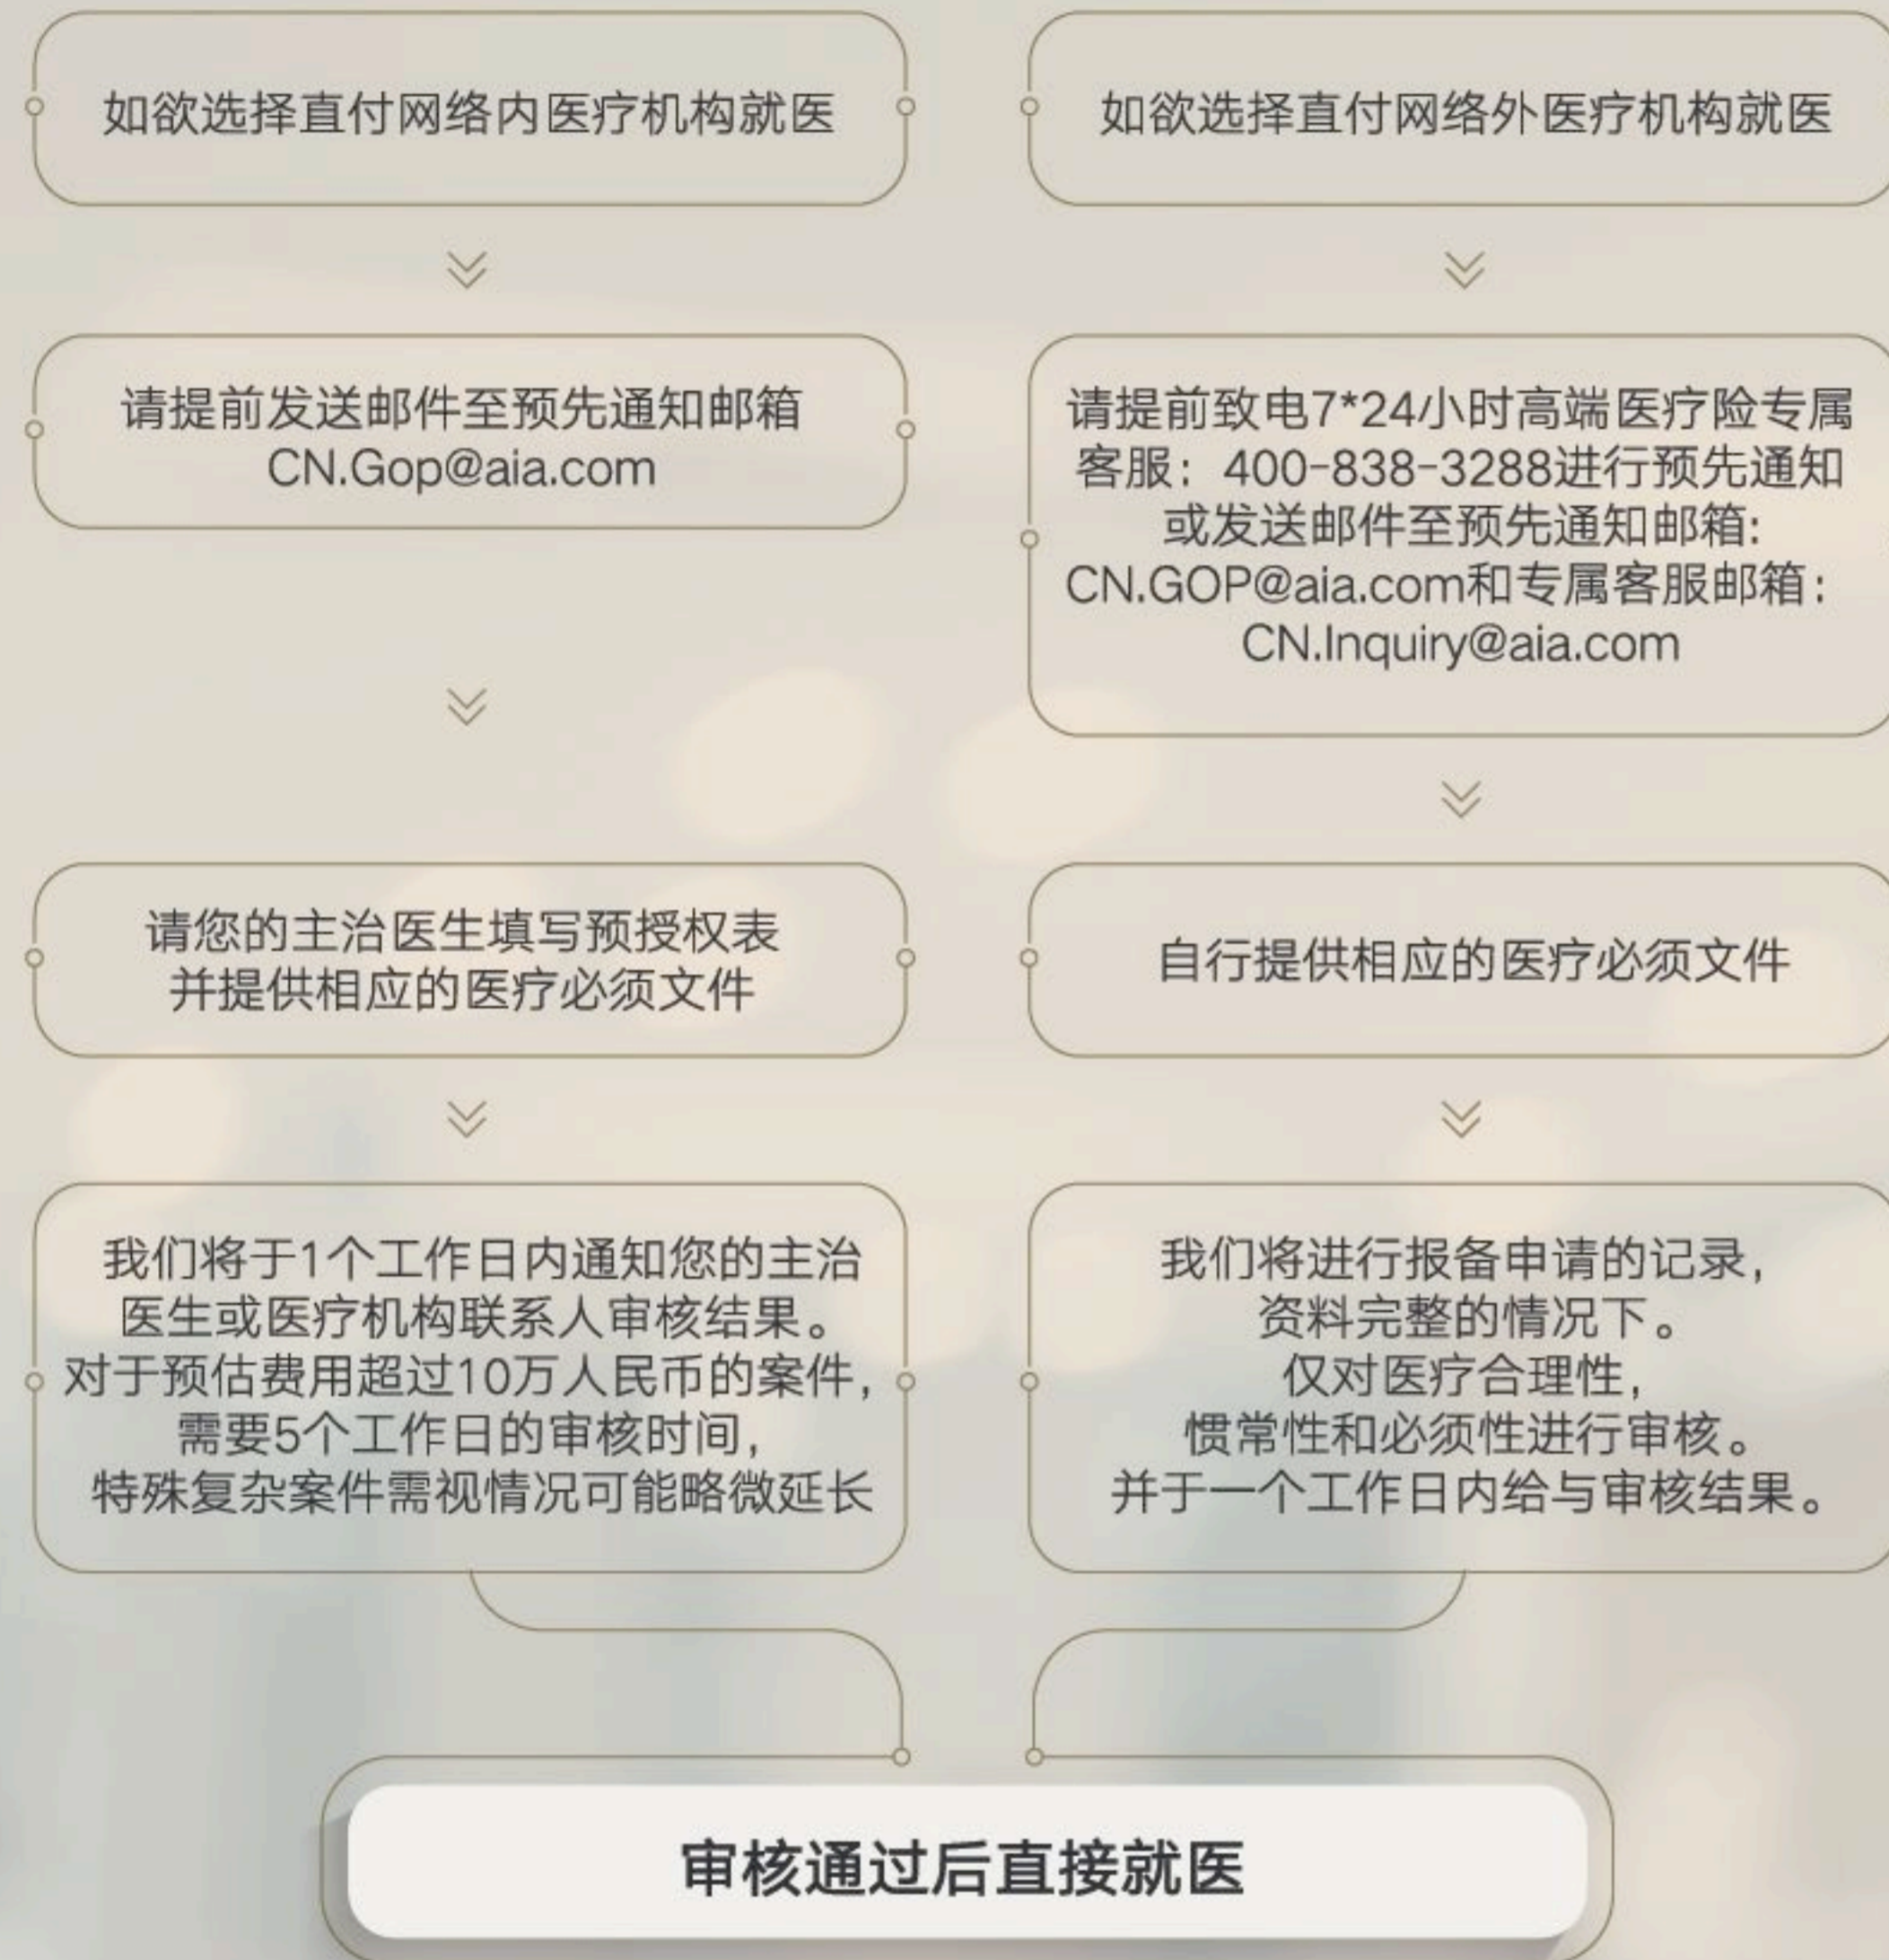 如欲选择直付网络内医疗机构就医
请提前发送邮件至预先通知邮箱
CN.Gop@aia.com
请您的主治医生填写预授权表
并提供相应的医疗必须文件
我们将于1个工作日内通知您的主治
医生或医疗机构联系人审核结果。
对于预估费用超过10万人民币的案件，
需要5个工作日的审核时间，
特殊复杂案件需视情况可能略微延长
如欲选择直付网络外医疗机构就医
请提前致电7*24小时高端医疗险专属
客服：400-838-3288进行预先通知
或发送邮件至预先通知邮箱:
CN.GOP@aia.com和专属客服邮箱：
CN.Inquiry@aia.com
自行提供相应的医疗必须文件
我们将进行报备申请的记录，
资料完整的情况下。
仅对医疗合理性，
惯常性和必须性进行审核。
并于一个工作日内给与审核结果。
审核通过后直接就医